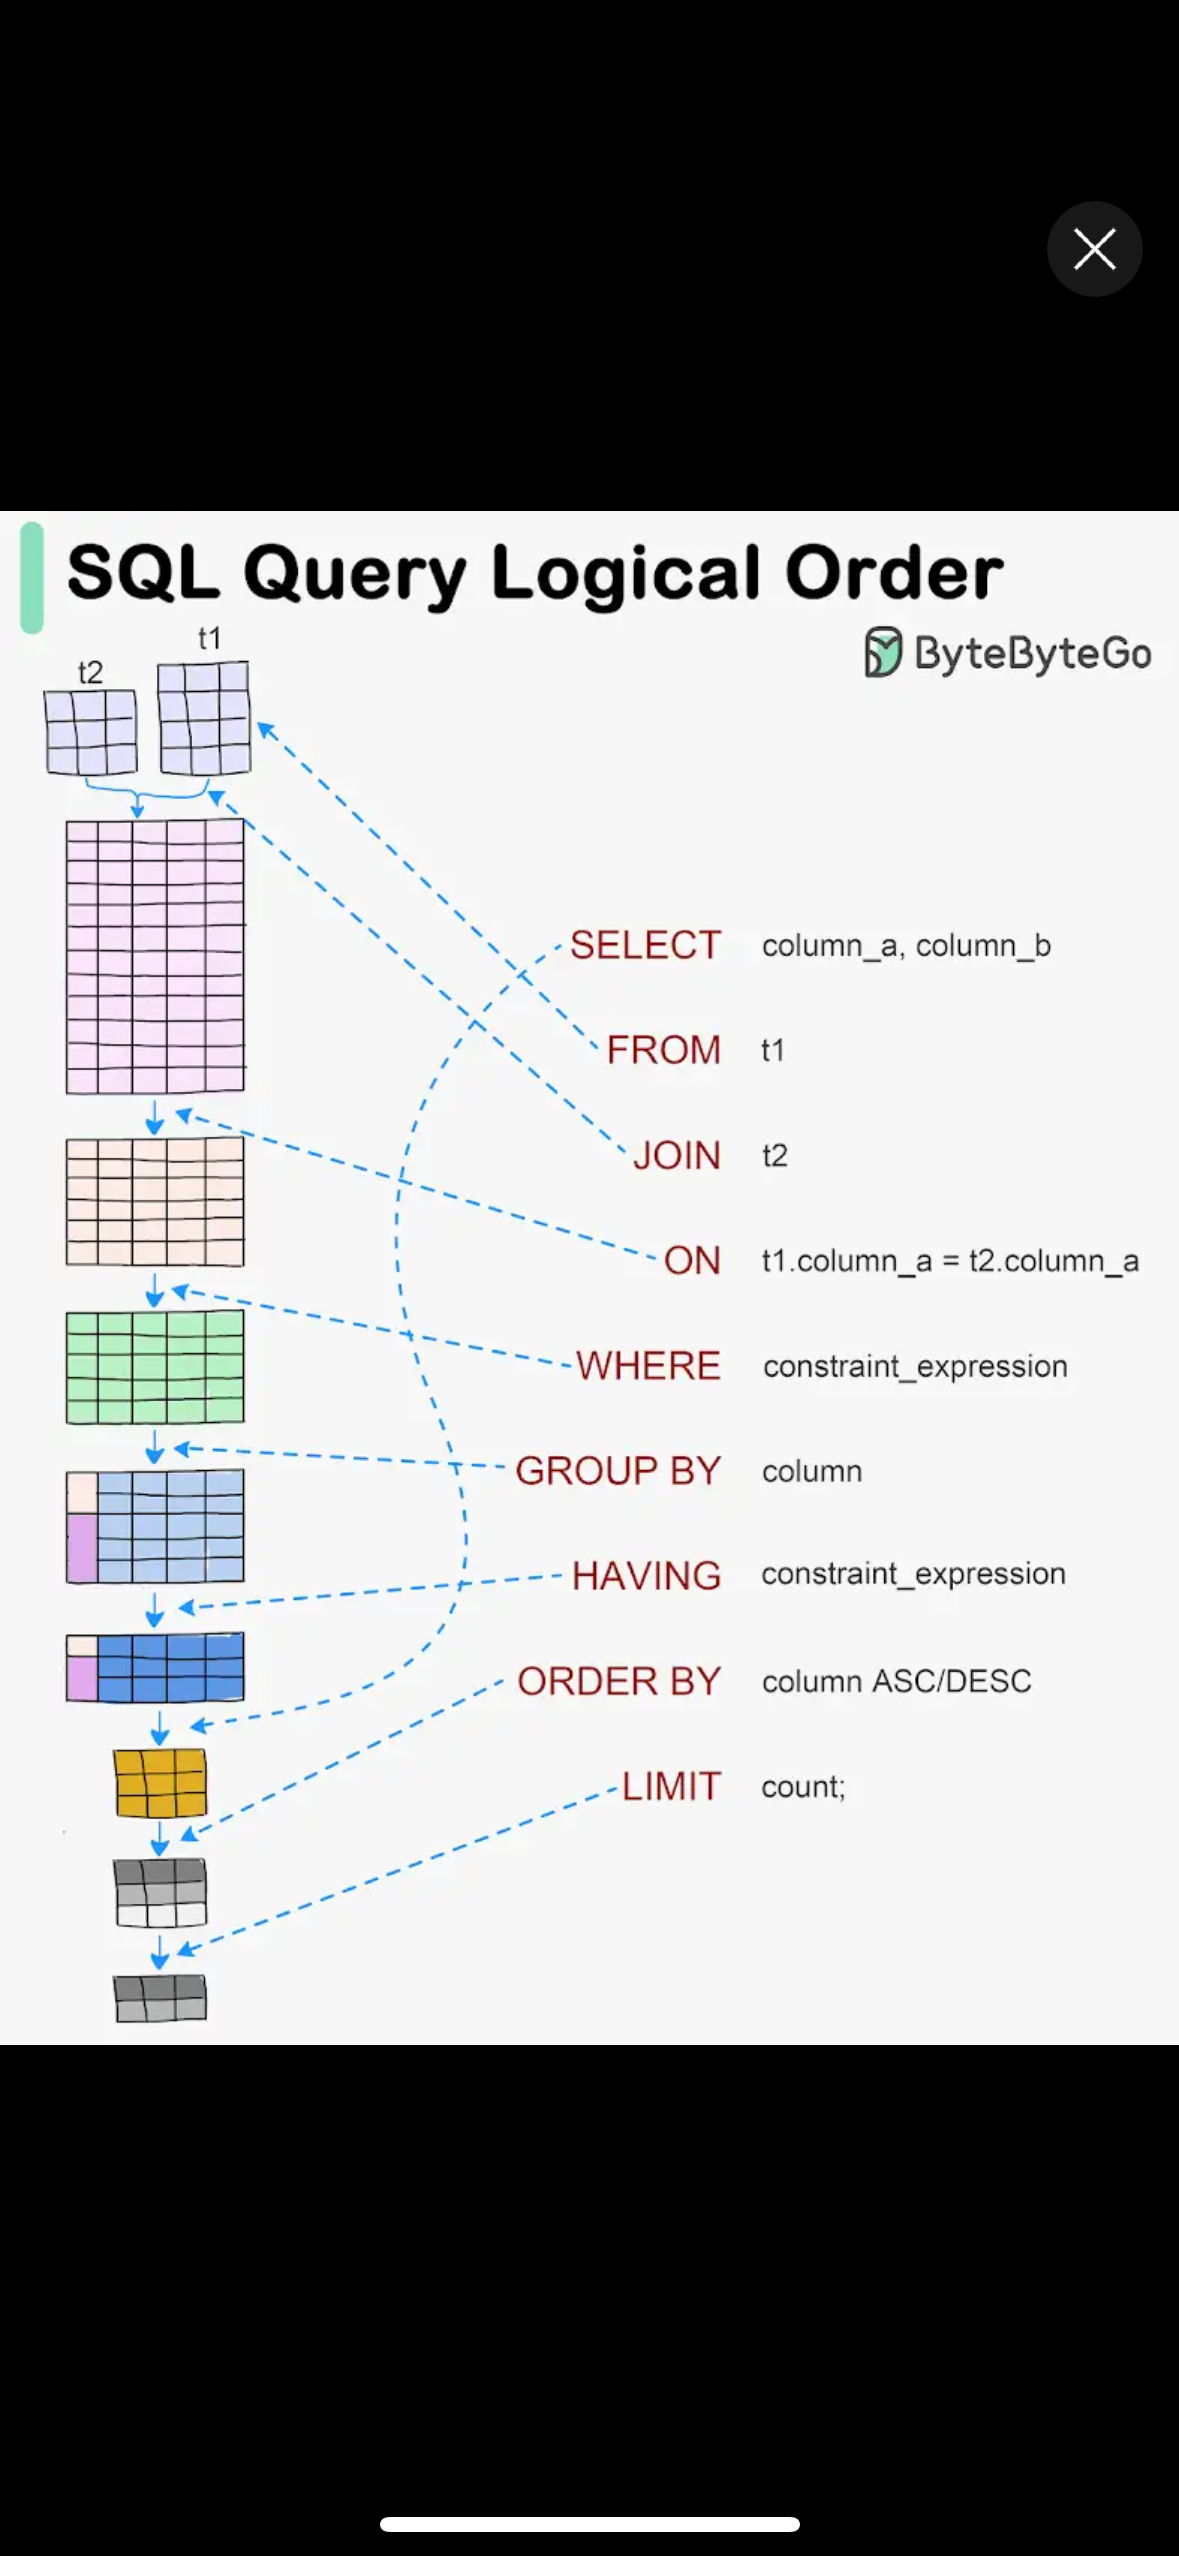 SQL Query Logical Order
ByteByteGo
t1
t2
SELECT column_a, column_b
FROM t1
JOIN t2
ON t1.column_a = t2.column_a
WHERE constraint_expression
GROUP BY column
HAVING constraint_expression
ORDER BY column ASC/DESC
LIMIT count;